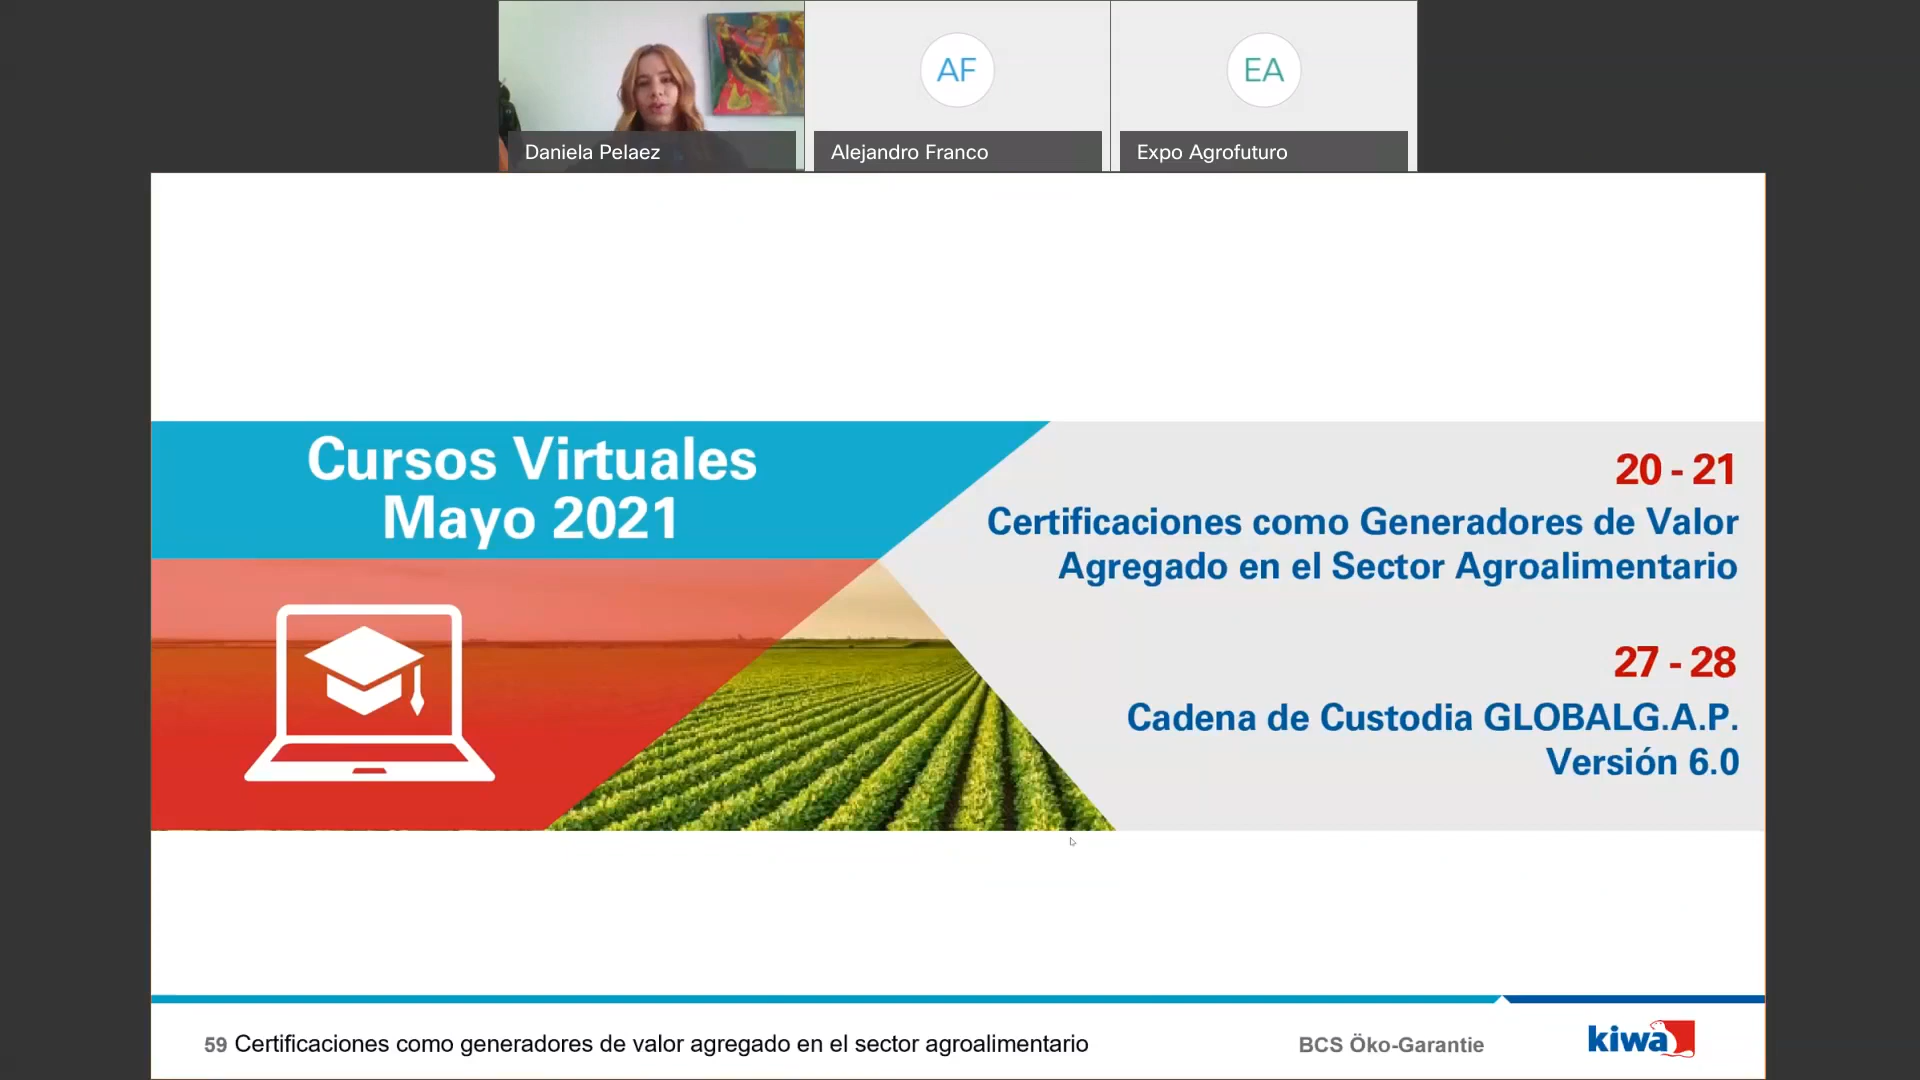 AF
EA
Daniela Pelaez
Alejandro Franco
Expo Agrofuturo
Cursos Virtuales
Mayo 2021
20 - 21
Certificaciones como Generadores de Valor
Agregado en el Sector Agroalimentario
27 - 28
Cadena de Custodia GLOBALG.A.P.
Versión 6.0
59 Certificaciones como generadores de valor agregado en el sector agroalimentario
BCS Öko-Garantie
kiwa